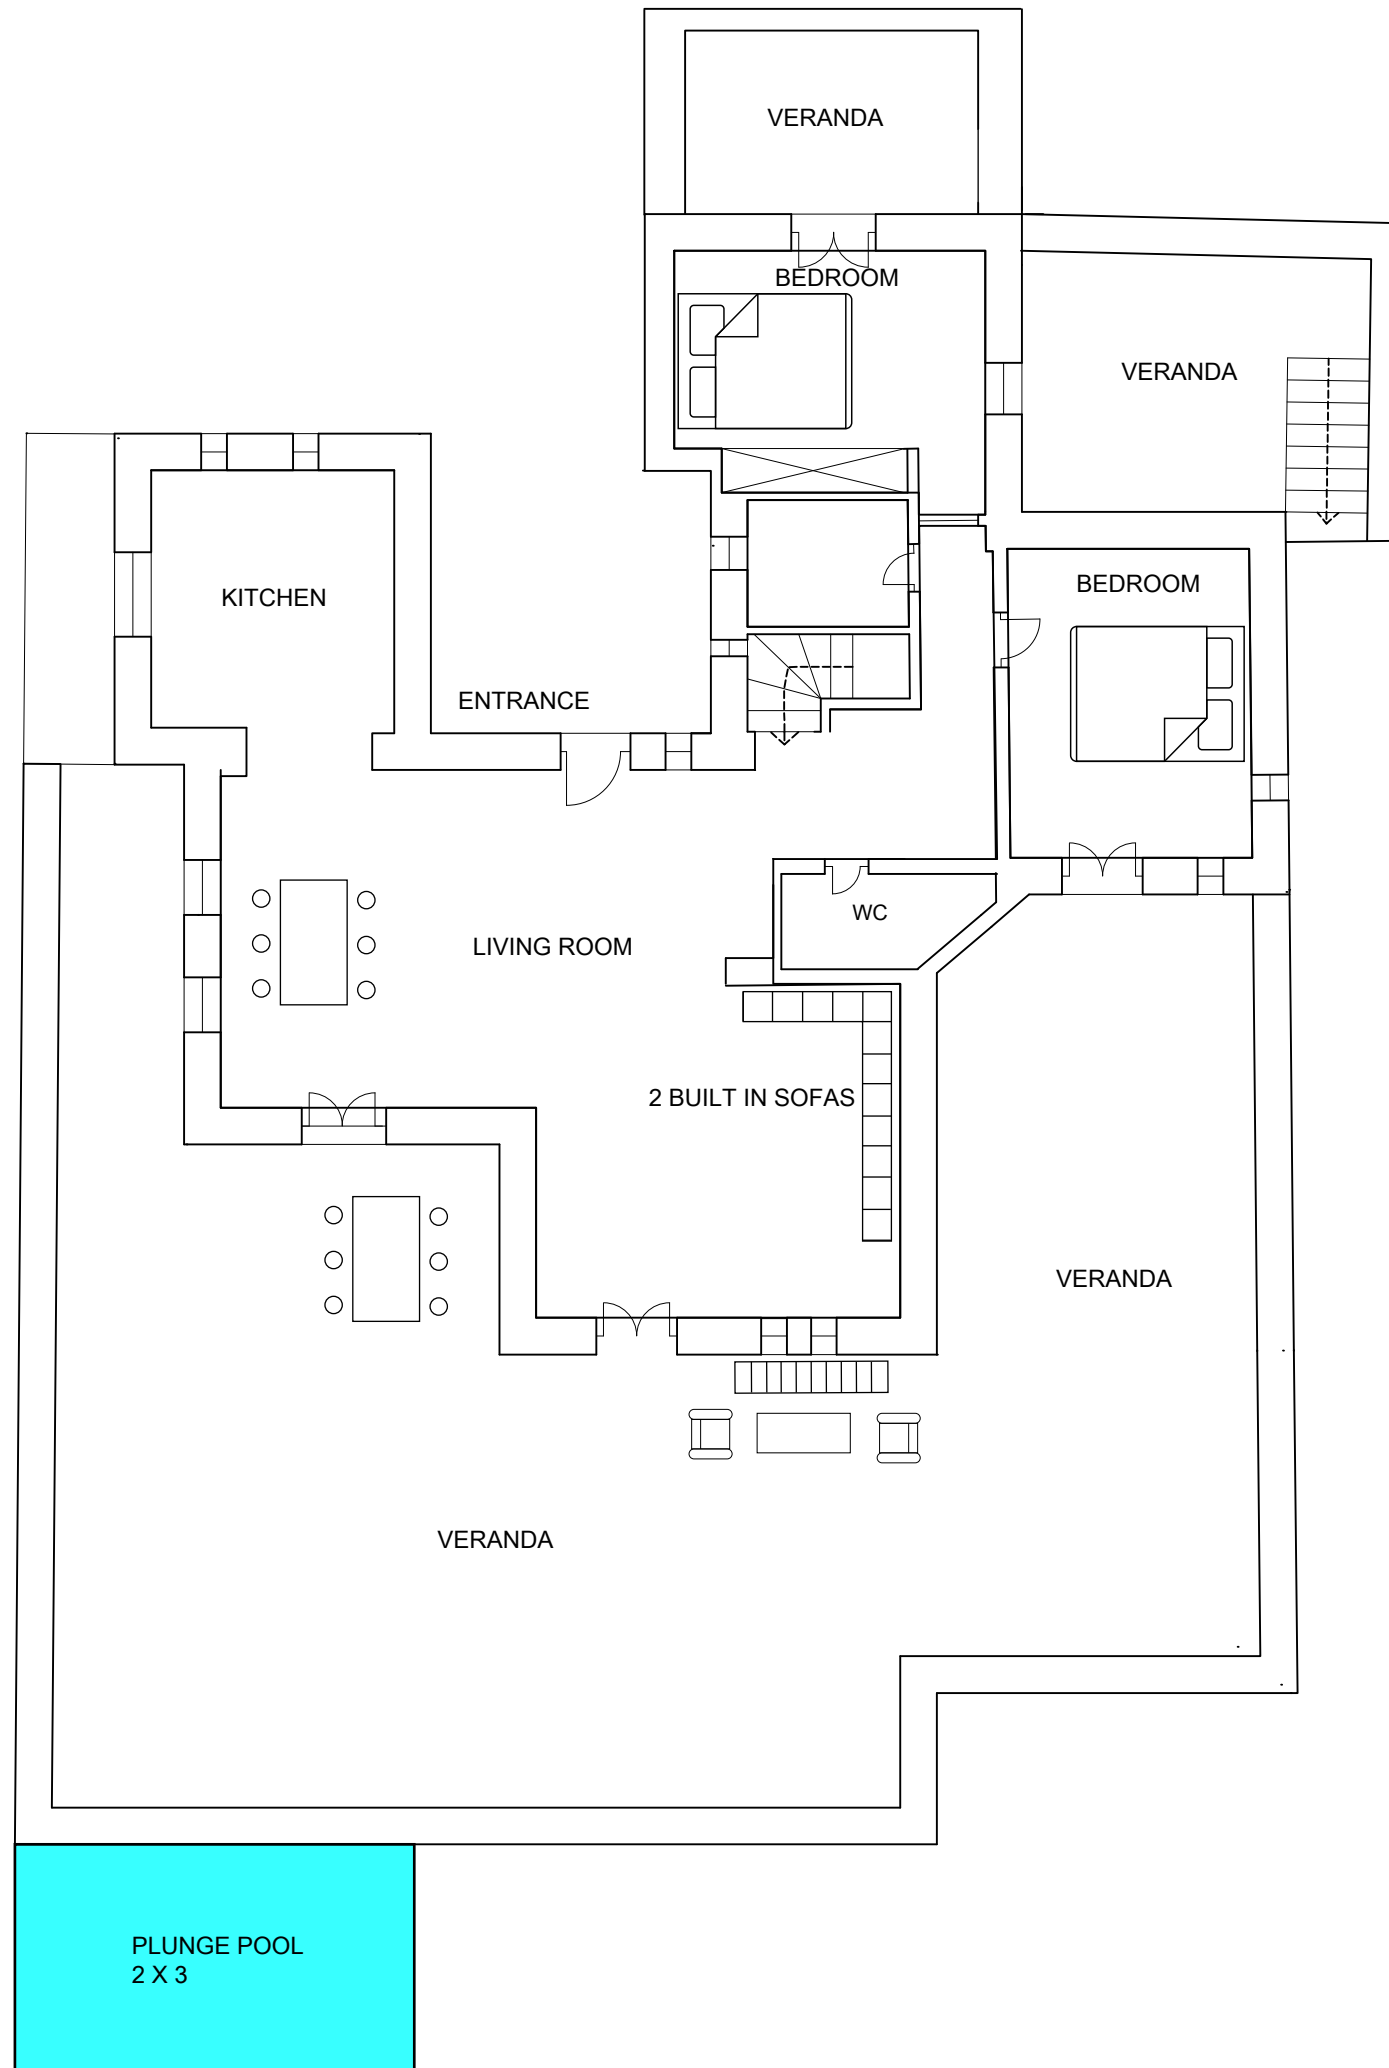 VERANDA
BEDROOM
VERANDA
KITCHEN
BEDROOM
ENTRANCE
WC
LIVING ROOM
2 BUILT IN SOFAS
VERANDA
VERANDA
PLUNGE POOL
2 X 3